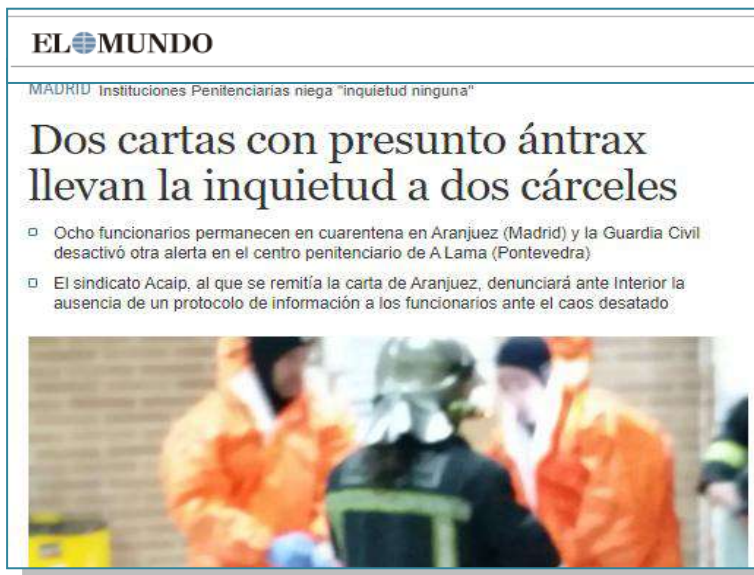 EL MUNDO
MADRID Instituciones Penitenciarias niega "inquietud ninguna"
Dos cartas con presunto ántrax
llevan la inquietud a dos cárceles
Ocho funcionarios permanecen en cuarentena en Aranjuez (Madrid) y la Guardia Civil
desactivó otra alerta en el centro penitenciario de A Lama (Pontevedra)
El sindicato Acaip, al que se remitía la carta de Aranjuez, denunciará ante Interior la
ausencia de un protocolo de información a los funcionarios ante el caos desatado